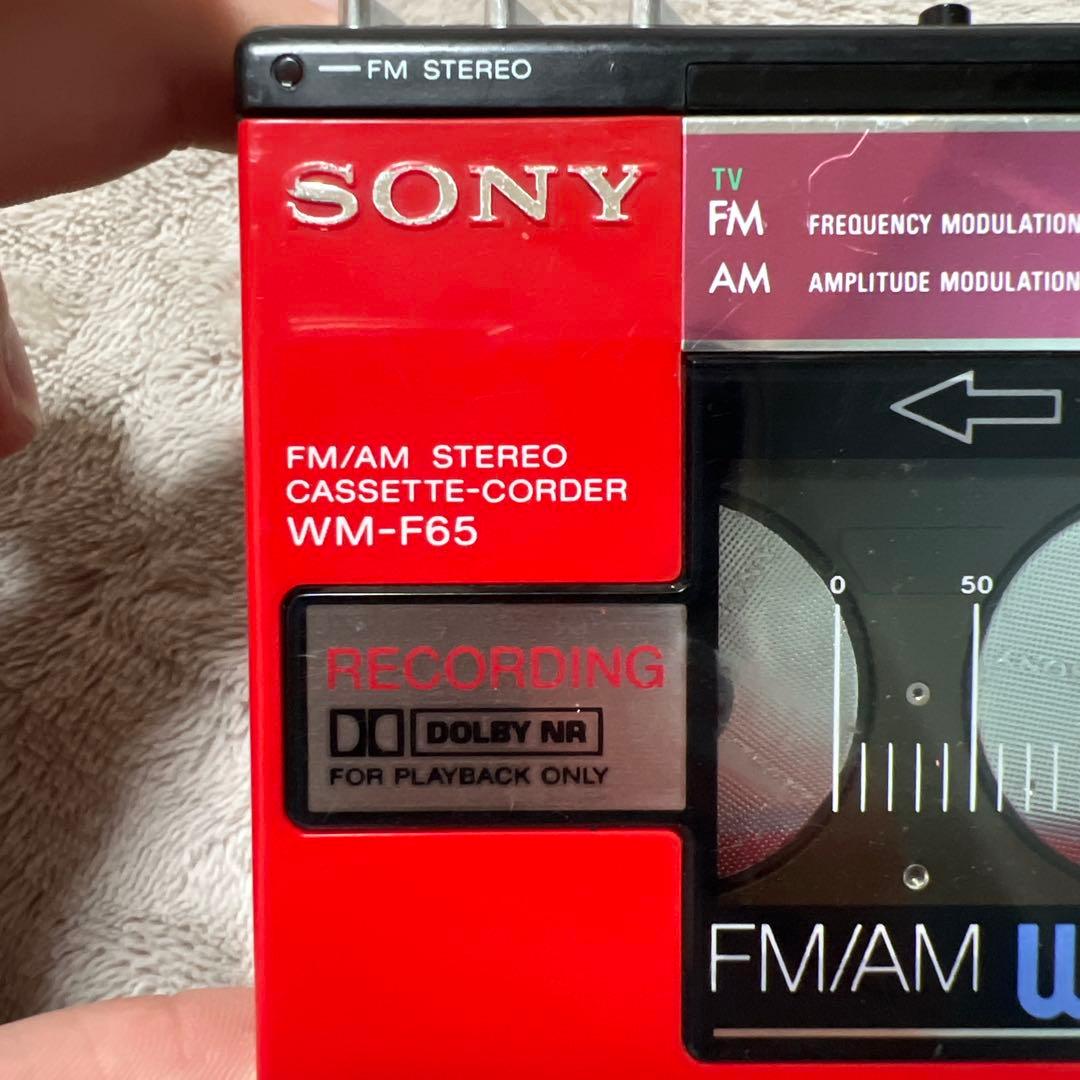 FM STEREO
SONY
TV
FM FREQUENCY MODULATION
AM AMPLITUDE MODULATION
FM/AM STEREO
CASSETTE-CORDER
WM-F65
0 50
RECORDING
DOLBY NR
FOR PLAYBACK ONLY
FM/AM W